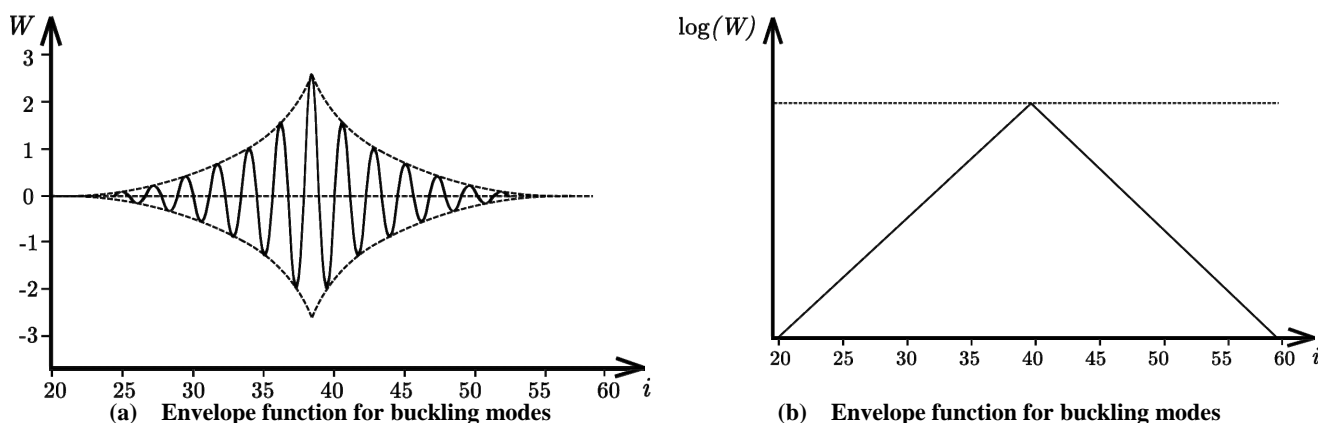 W
3
2
1
0
-1
-2
-3
20 25 30 35 40 45 50 55 60 i
(a) Envelope function for buckling modes
log(W)
20 25 30 35 40 45 50 55 60 i
(b) Envelope function for buckling modes